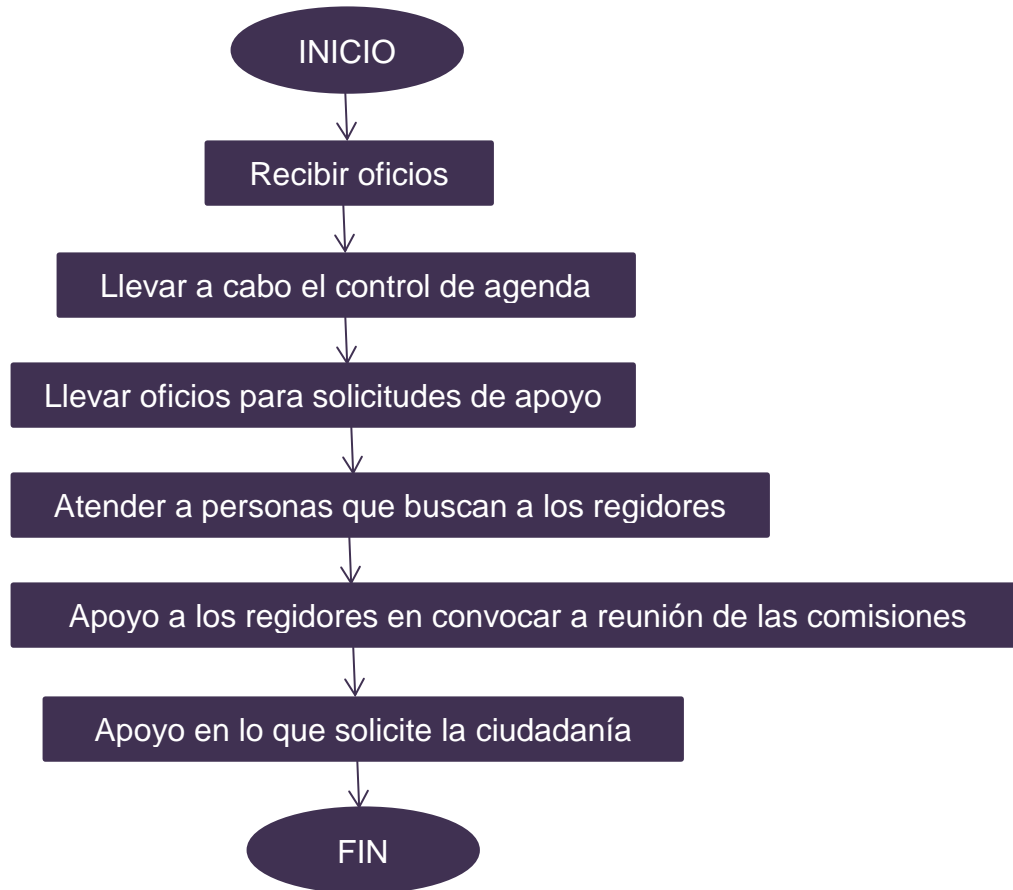 INICIO
Recibir oficios
Llevar a cabo el control de agenda
Llevar oficios para solicitudes de apoyo
Atender a personas que buscan a los regidores
Apoyo a los regidores en convocar a reunión de las comisiones
Apoyo en lo que solicite la ciudadanía
FIN